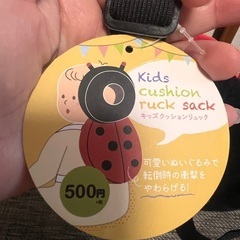 Kids
cushion
ruck sack
キッズクッションリュック
可愛いぬいぐるみで
転倒時の衝撃を
やわらげる!
500円